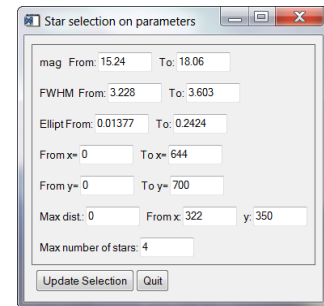 Star selection on parameters
mag From: 15.24 To: 18.06
FWHM From: 3.228 To: 3.603
Ellipt From: 0.01377 To: 0.2424
From x= 0 To x= 644
From y= 0 To y= 700
Max dist.: 0 From x: 322 y: 350
Max number of stars: 4
Update Selection Quit